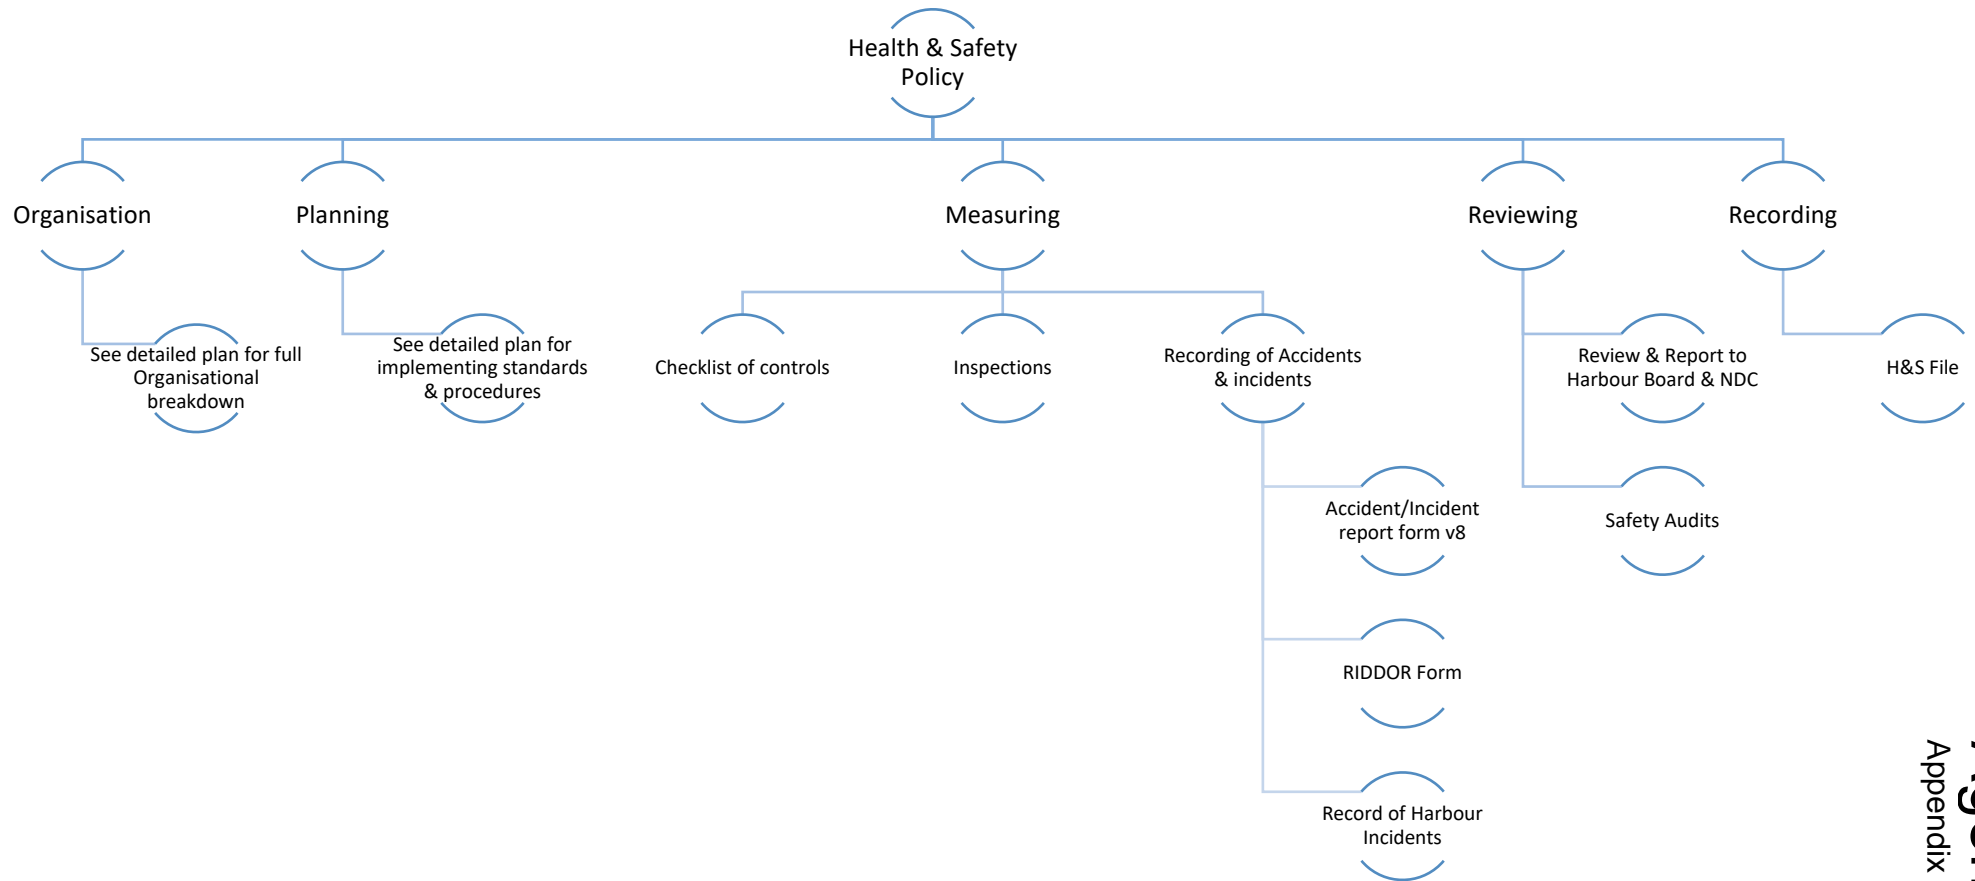 Health & Safety
Policy
Organisation
Planning
Measuring
Reviewing
Recording
See detailed plan for full
Organisational
breakdown
See detailed plan for
implementing standards
& procedures
Checklist of controls
Inspections
Recording of Accidents
& incidents
Review & Report to
Harbour Board & NDC
H&S File
Accident/Incident
report form v8
Safety Audits
RIDDOR Form
Record of Harbour
Incidents
Appendix